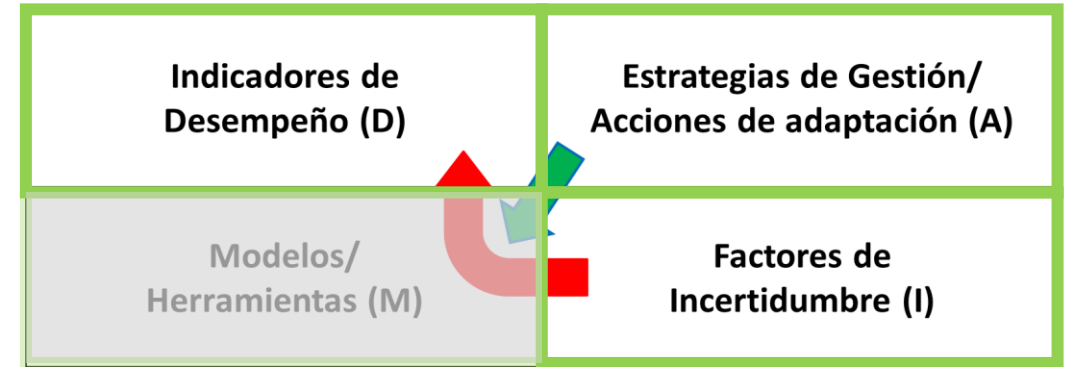 Indicadores de
Desempeño (D)
Estrategias de Gestión/
Acciones de adaptación (A)
Modelos/
Herramientas (M)
Factores de
Incertidumbre (I)